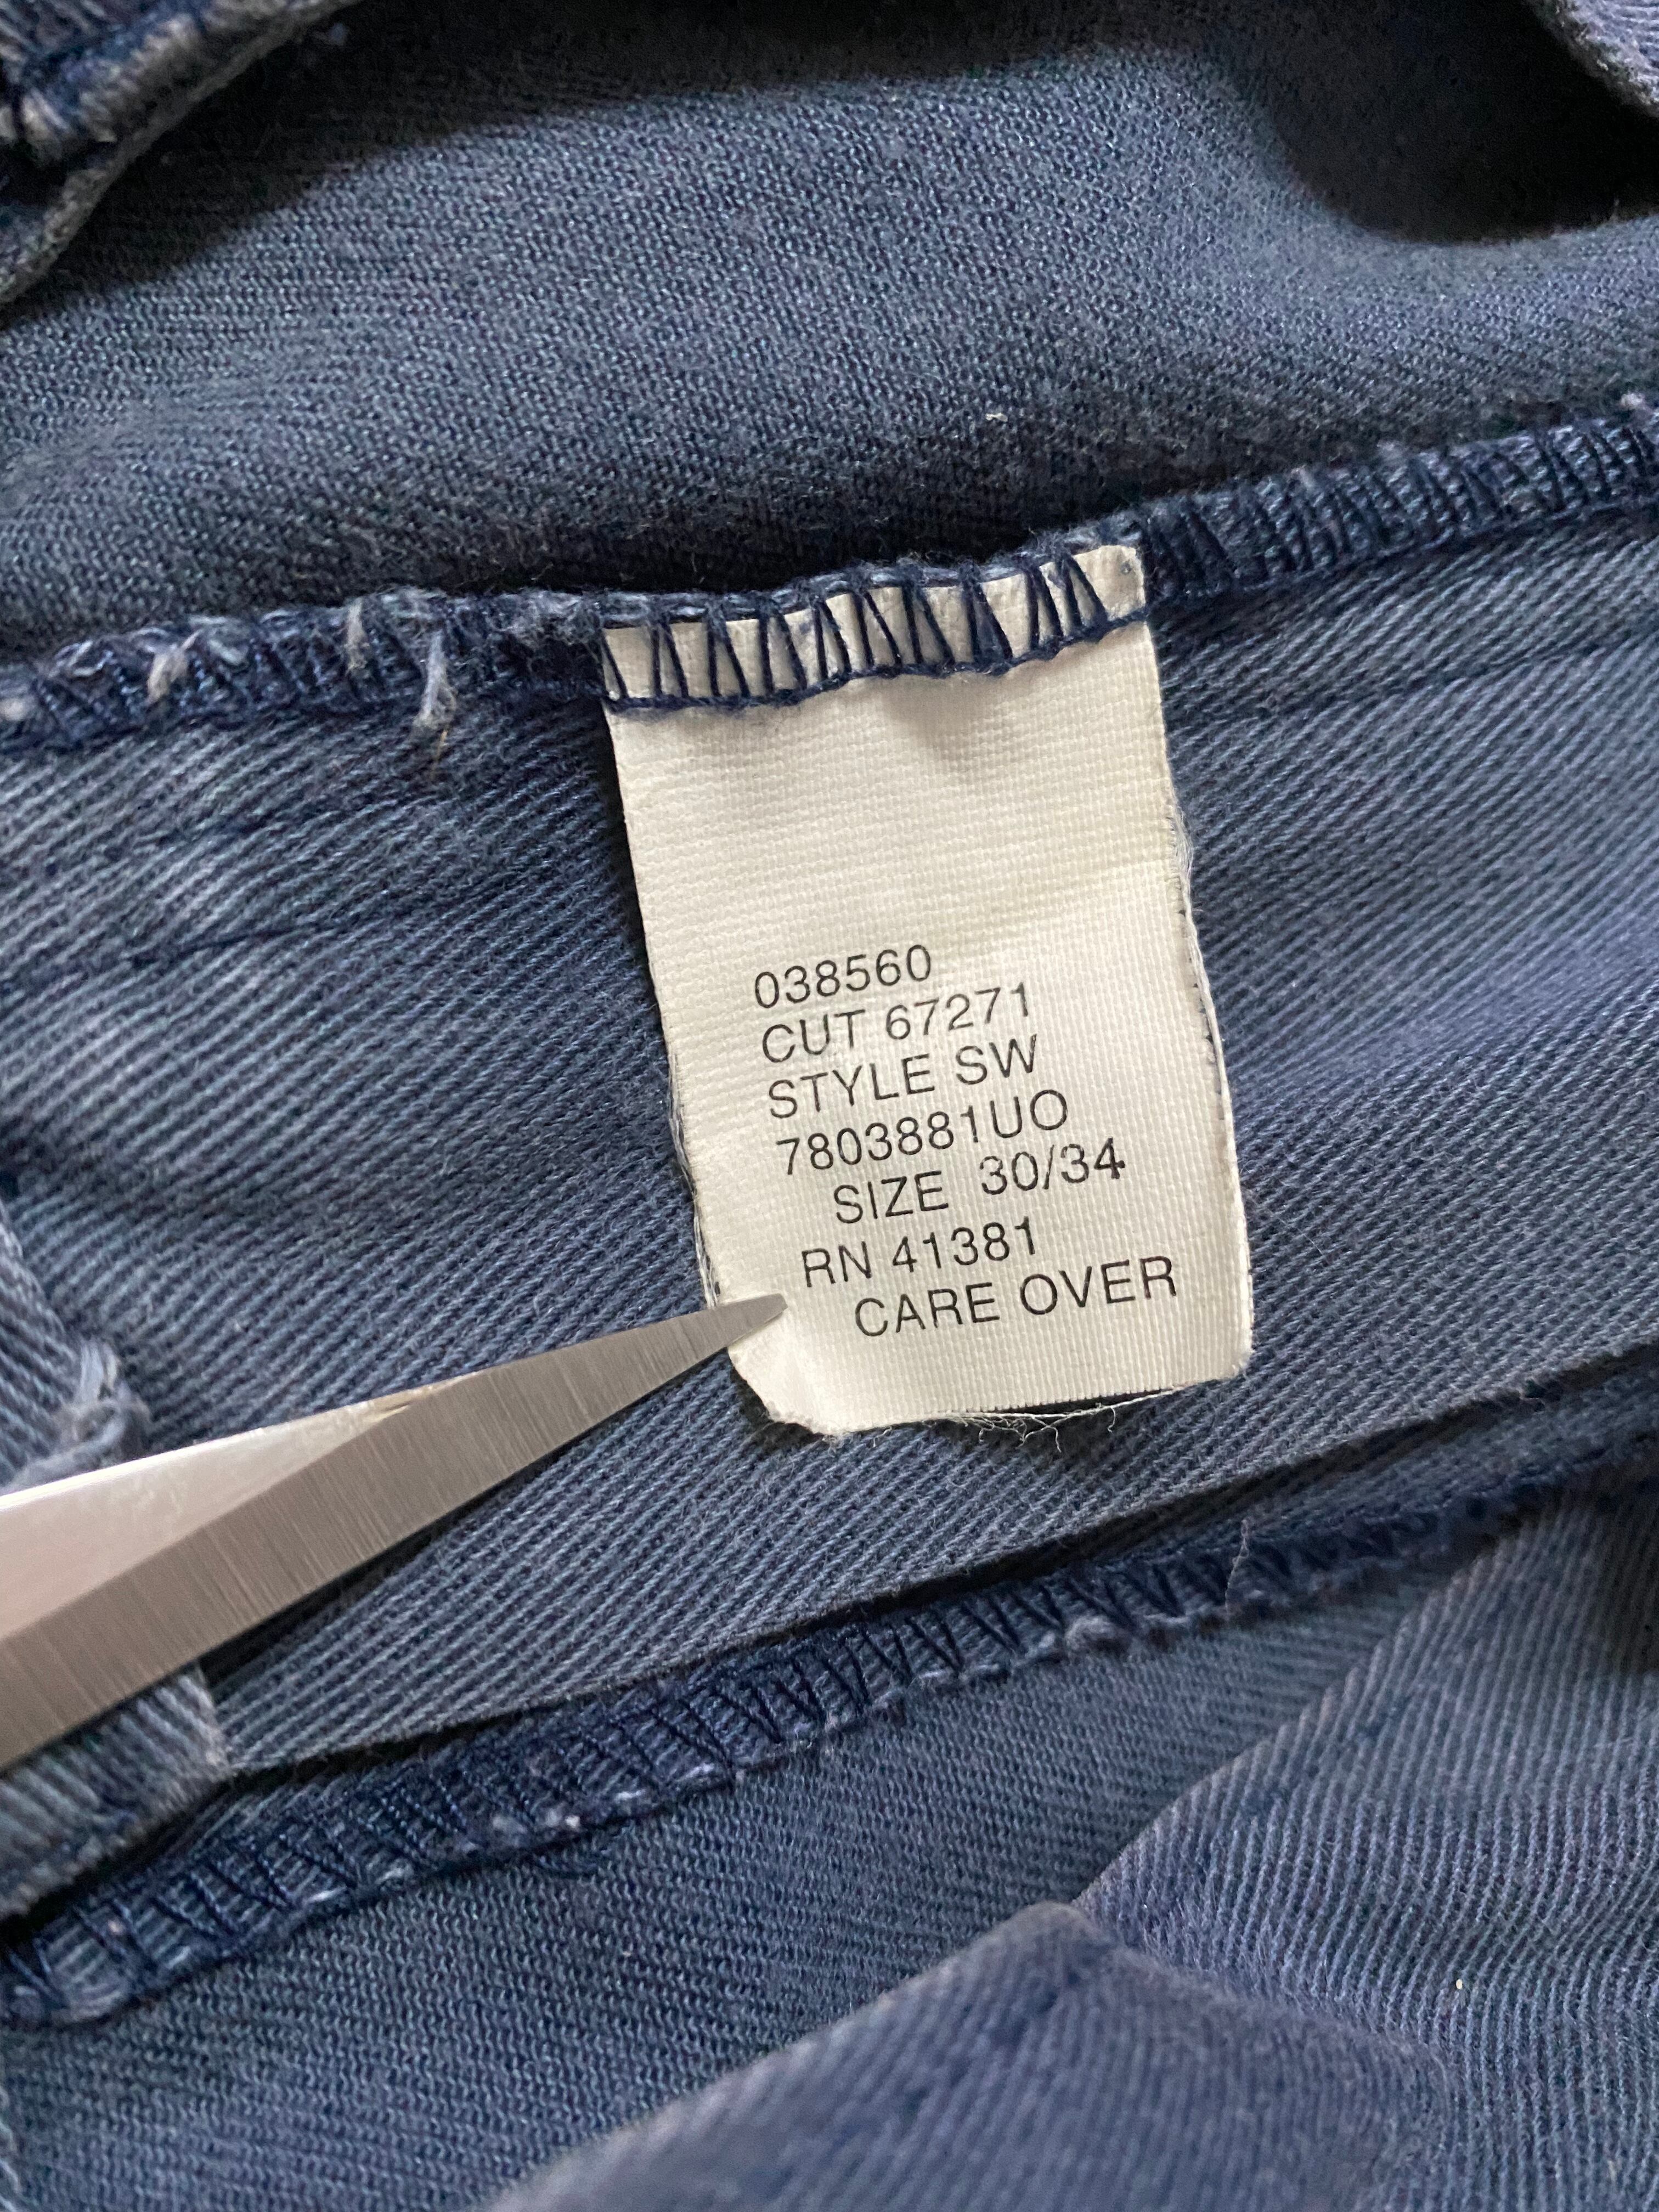 038560
CUT 67271
STYLE SW
7803881UO
SIZE 30/34
RN 41381
CARE OVER